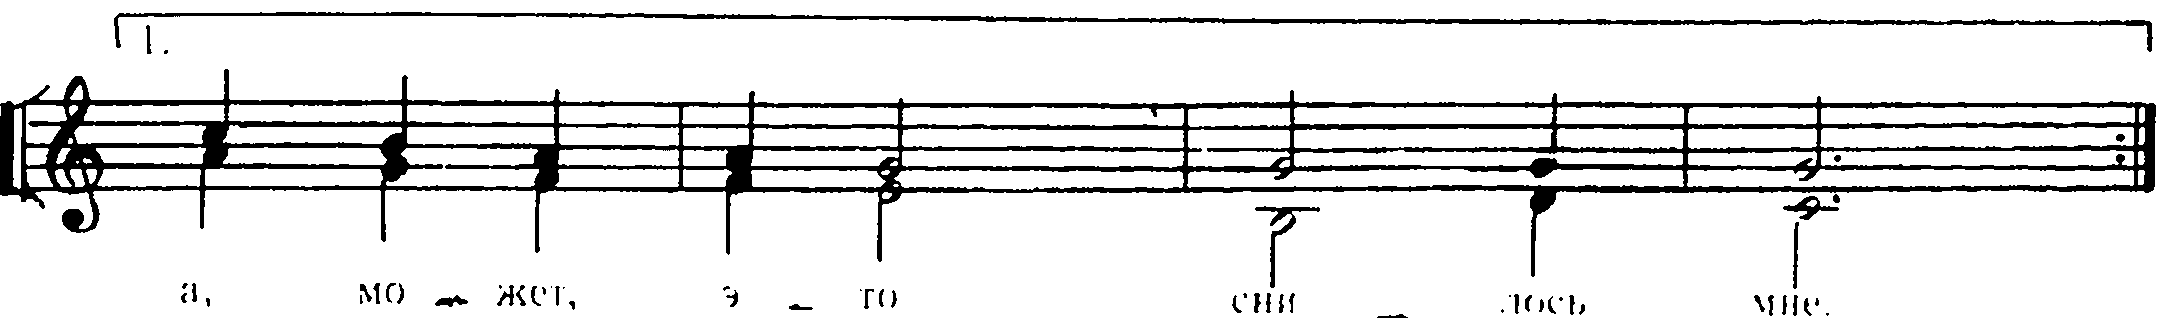 1.
а, мо - жет, э - то сни - лось мне.